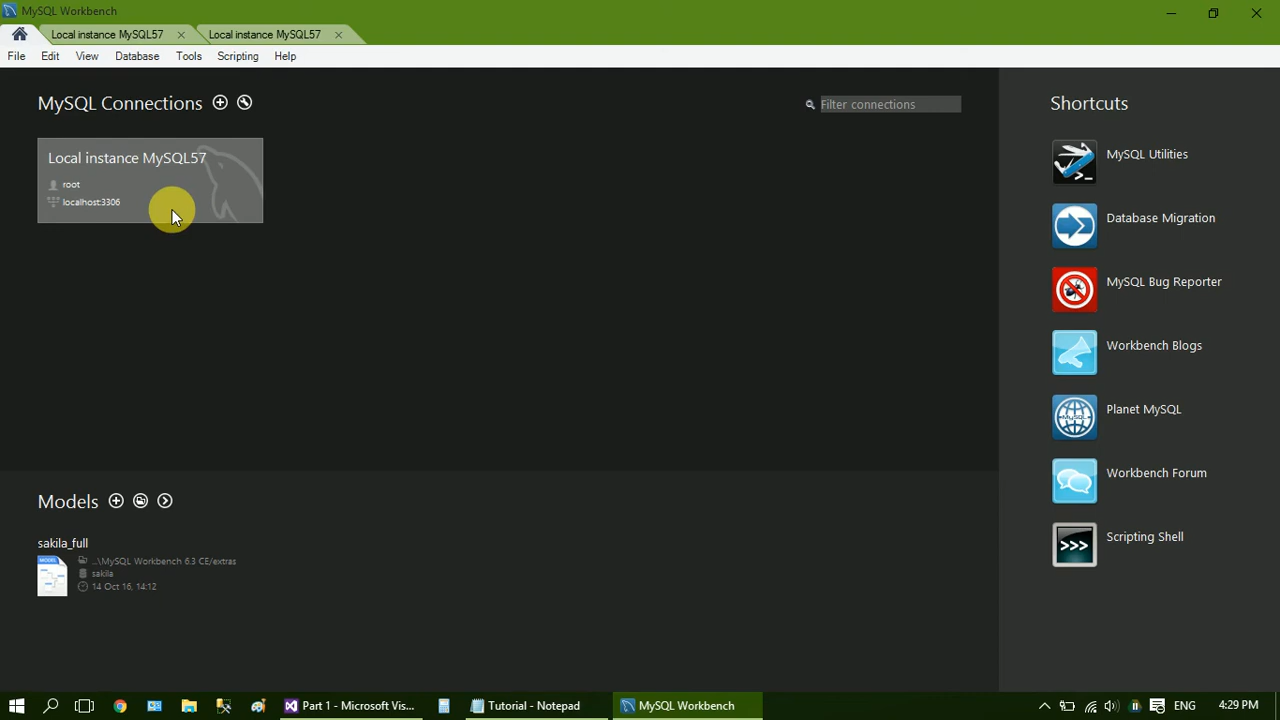 MySQL Workbench
Local instance MySQL57
Local instance MySQL57
File Edit View Database Tools Scripting Help
MySQL Connections
Filter connections
Local instance MySQL57
root
localhost:3306
Shortcuts
MySQL Utilities
Database Migration
MySQL Bug Reporter
Workbench Blogs
Planet MySQL
Workbench Forum
Scripting Shell
Models
sakila_full
..\MySQL Workbench 6.3 CE/extras
sakila
14 Oct 16, 14:12
Part 1 - Microsoft Vis...
Tutorial - Notepad
MySQL Workbench
ENG
4:29 PM